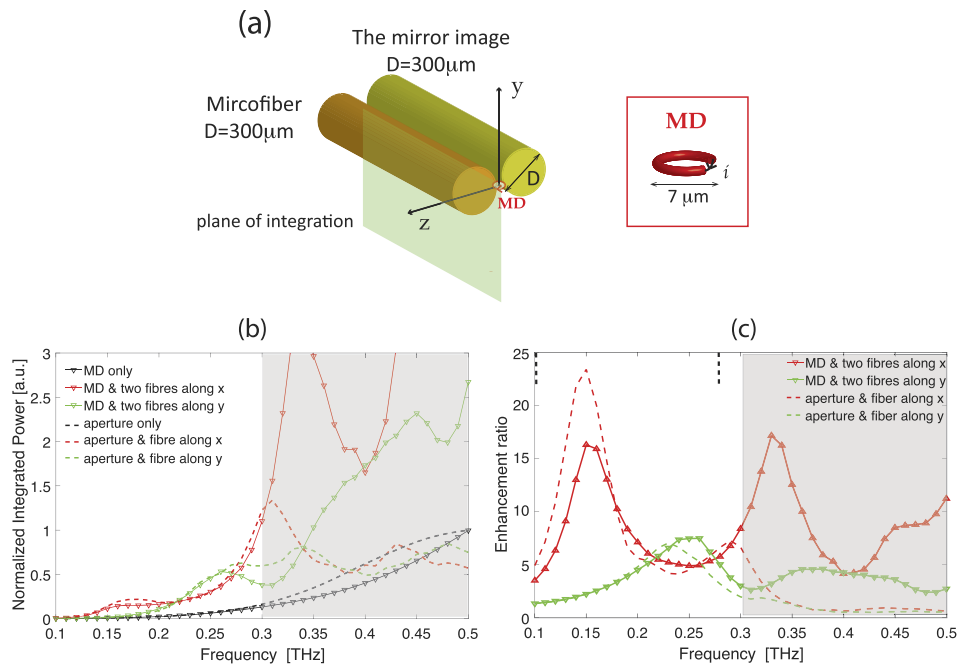 (a)
The mirror image
D=300μm
Mircofiber
D=300μm
y
D
MD
z
plane of integration
MD
i
7 μm
(b)
Normalized Integrated Power [a.u.]
3
2.5
2
1.5
1
0.5
0
MD only
MD & two fibres along x
MD & two fibres along y
aperture only
aperture & fibre along x
aperture & fibre along y
0.1 0.15 0.2 0.25 0.3 0.35 0.4 0.45 0.5
Frequency [THz]
(c)
Enhancement ratio
25
20
15
10
5
0
MD & two fibres along x
MD & two fibres along y
aperture & fiber along x
aperture & fiber along y
0.1 0.15 0.2 0.25 0.3 0.35 0.4 0.45 0.5
Frequency [THz]